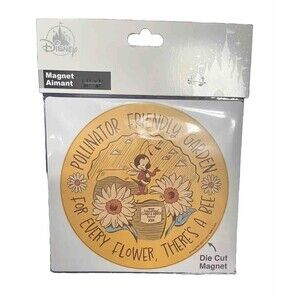 Disney
Magnet
Aimant
POLLINATOR FRIENDLY GARDEN
FOR EVERY FLOWER, THERE'S A BEE
Die Cut
Magnet